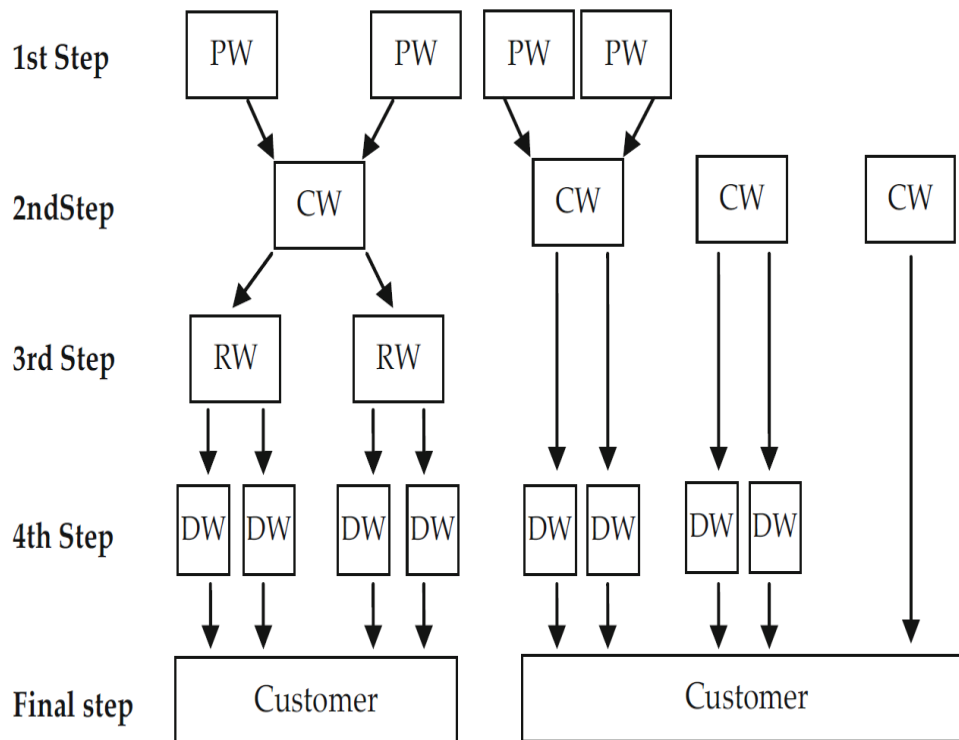 1st Step PW PW PW PW
2ndStep CW CW CW CW
3rd Step RW RW
4th Step DW DW DW DW DW DW DW DW
Final step Customer Customer